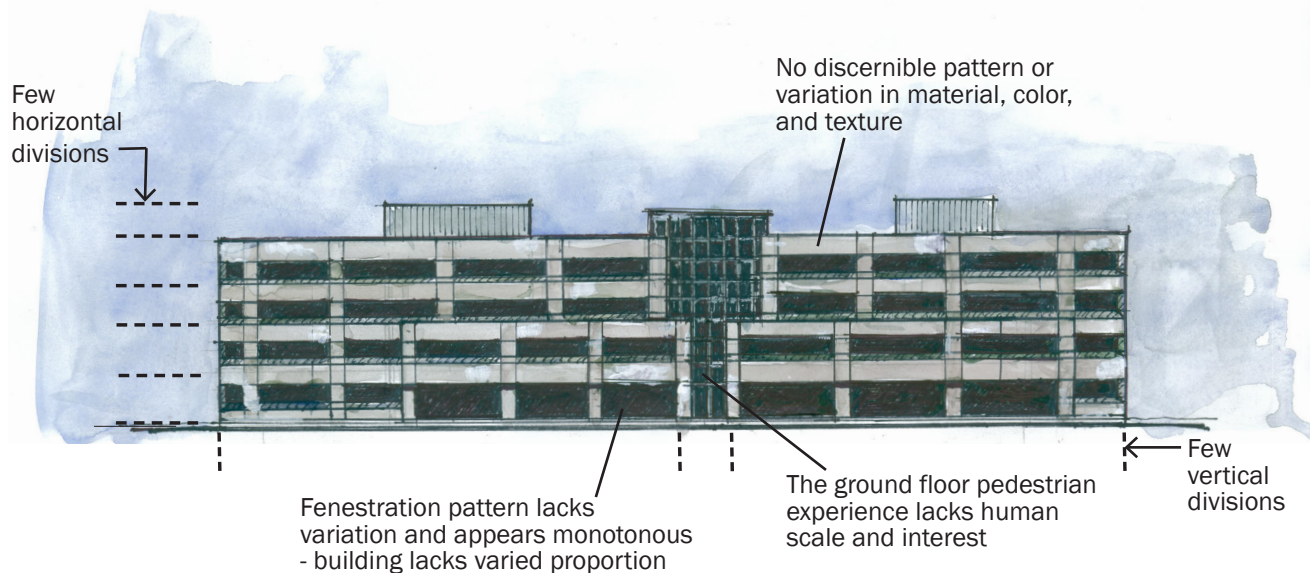 Few
horizontal
divisions
No discernible pattern or
variation in material, color,
and texture
Fenestration pattern lacks
variation and appears monotonous
- building lacks varied proportion
The ground floor pedestrian
experience lacks human
scale and interest
Few
vertical
divisions